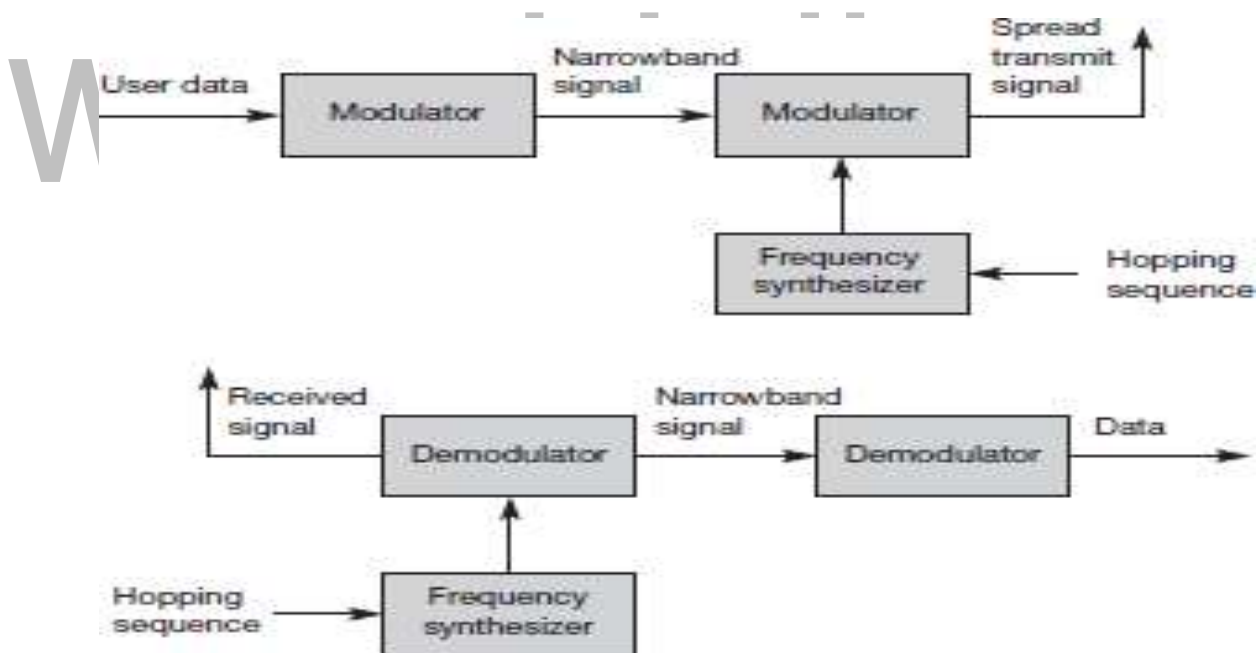 W
User data
Modulator
Narrowband
signal
Modulator
Spread
transmit
signal
Frequency
synthesizer
Hopping
sequence
Received
signal
Demodulator
Narrowband
signal
Demodulator
Data
Hopping
sequence
Frequency
synthesizer